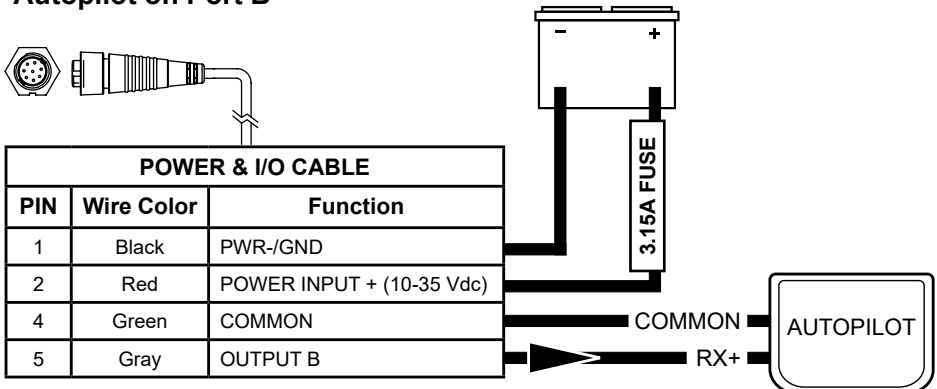 Autopilot on Port B
- +
3.15A FUSE
POWER & I/O CABLE
PIN Wire Color Function
1 Black PWR-/GND
2 Red POWER INPUT + (10-35 Vdc)
4 Green COMMON
5 Gray OUTPUT B
COMMON
RX+
AUTOPILOT